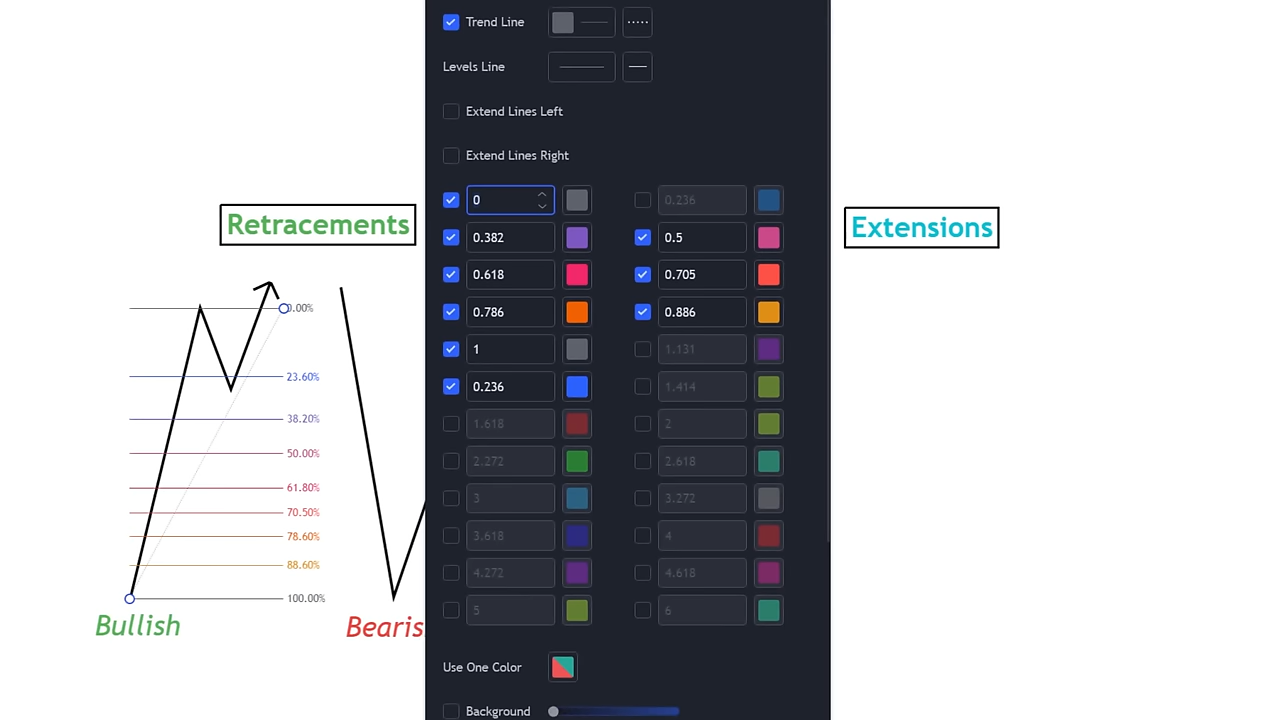 Trend Line
Levels Line
Extend Lines Left
Extend Lines Right
0 0.236
0.382 0.5
0.618 0.705
0.786 0.886
1 1.131
0.236 1.414
1.618 2
2.272 2.618
3 3.272
3.618 4
4.272 4.618
5 6
Use One Color
Background
Retracements
0.00%
23.60%
38.20%
50.00%
61.80%
70.50%
78.60%
88.60%
100.00%
Bullish
Bearis
Extensions